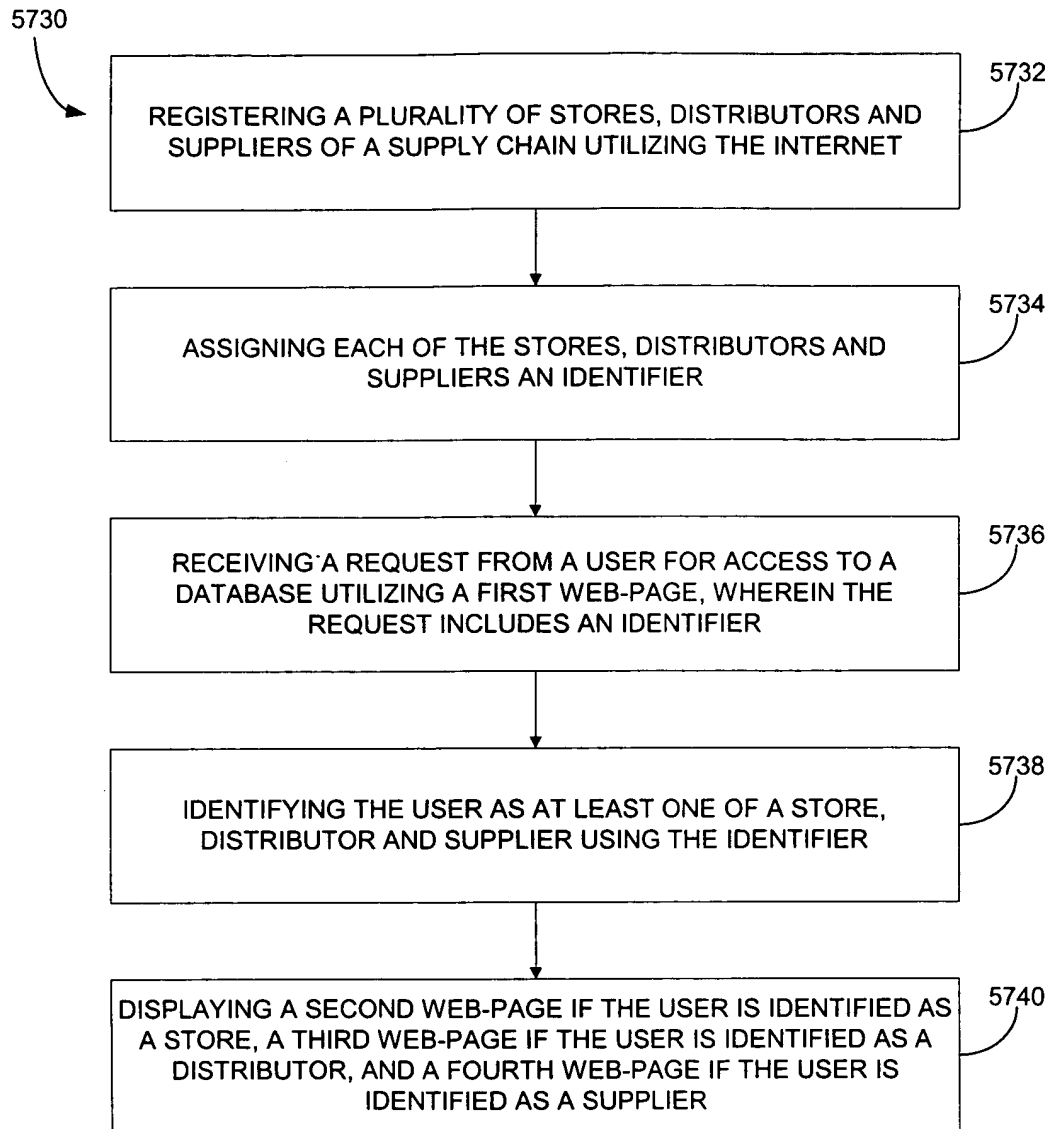 5730
5732
REGISTERING A PLURALITY OF STORES, DISTRIBUTORS AND
SUPPLIERS OF A SUPPLY CHAIN UTILIZING THE INTERNET
5734
ASSIGNING EACH OF THE STORES, DISTRIBUTORS AND
SUPPLIERS AN IDENTIFIER
5736
RECEIVING A REQUEST FROM A USER FOR ACCESS TO A
DATABASE UTILIZING A FIRST WEB-PAGE, WHEREIN THE
REQUEST INCLUDES AN IDENTIFIER
5738
IDENTIFYING THE USER AS AT LEAST ONE OF A STORE,
DISTRIBUTOR AND SUPPLIER USING THE IDENTIFIER
5740
DISPLAYING A SECOND WEB-PAGE IF THE USER IS IDENTIFIED AS
A STORE, A THIRD WEB-PAGE IF THE USER IS IDENTIFIED AS A
DISTRIBUTOR, AND A FOURTH WEB-PAGE IF THE USER IS
IDENTIFIED AS A SUPPLIER